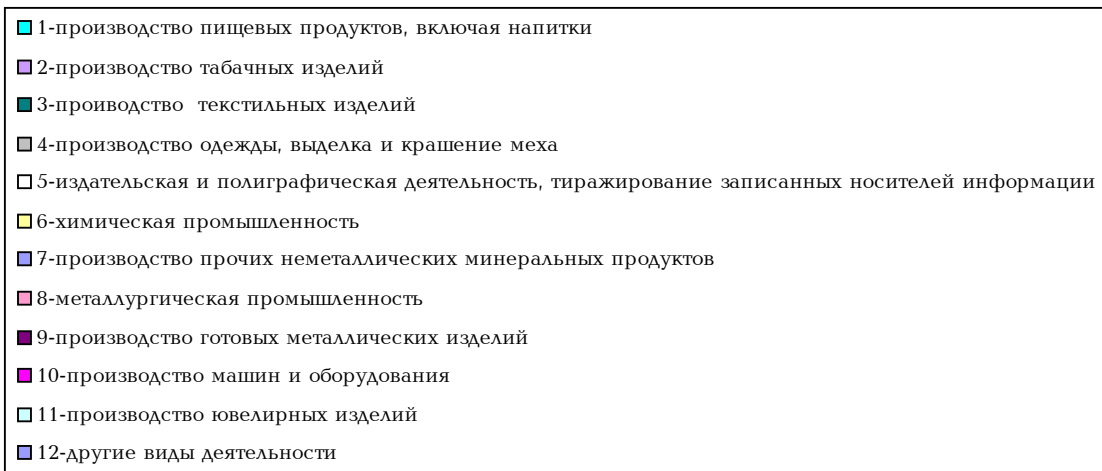 1-производство пищевых продуктов, включая напитки
2-производство табачных изделий
3-проиводство  текстильных изделий
4-производство одежды, выделка и крашение меха
5-издательская и полиграфическая деятельность, тиражирование записанных носителей информации
6-химическая промышленность
7-производство прочих неметаллических минеральных продуктов
8-металлургическая промышленность
9-производство готовых металлических изделий
10-производство машин и оборудования
11-производство ювелирных изделий
12-другие виды деятельности